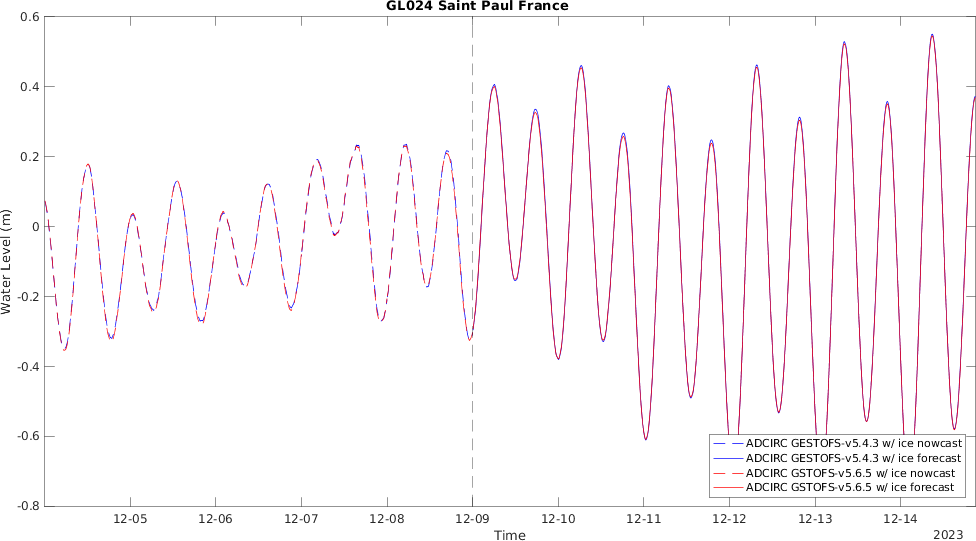 GL024 Saint Paul France
0.6
0.4
0.2
0
-0.2
-0.4
-0.6
-0.8
Water Level (m)
ADCIRC GESTOFS-v5.4.3 w/ ice nowcast
ADCIRC GESTOFS-v5.4.3 w/ ice forecast
ADCIRC GSTOFS-v5.6.5 w/ ice nowcast
ADCIRC GSTOFS-v5.6.5 w/ ice forecast
12-05 12-06 12-07 12-08 12-09 12-10 12-11 12-12 12-13 12-14
Time
2023